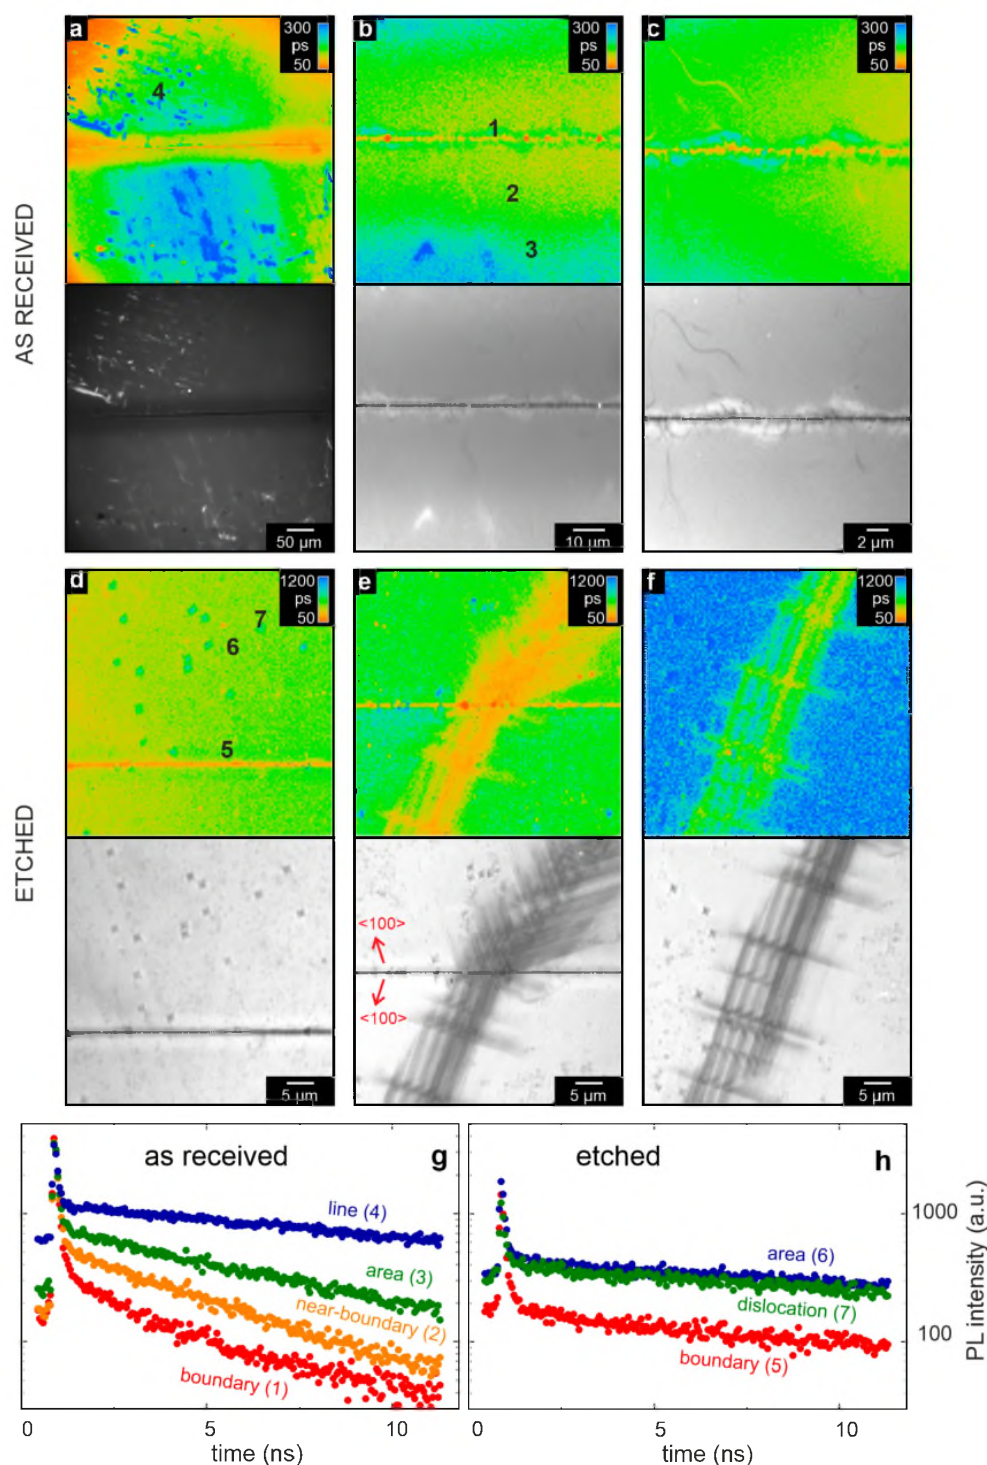 AS RECEIVED
a
300
ps
50
4
b
300
ps
50
1
2
3
c
300
ps
50
50 µm
10 µm
2 µm
ETCHED
d
1200
ps
50
7
6
5
e
1200
ps
50
f
1200
ps
50
<100>
<100>
5 µm
5 µm
5 µm
as received
g
line (4)
area (3)
near-boundary (2)
boundary (1)
0
5
10
time (ns)
etched
h
area (6)
dislocation (7)
boundary (5)
0
5
10
time (ns)
1000
100
PL intensity (a.u.)